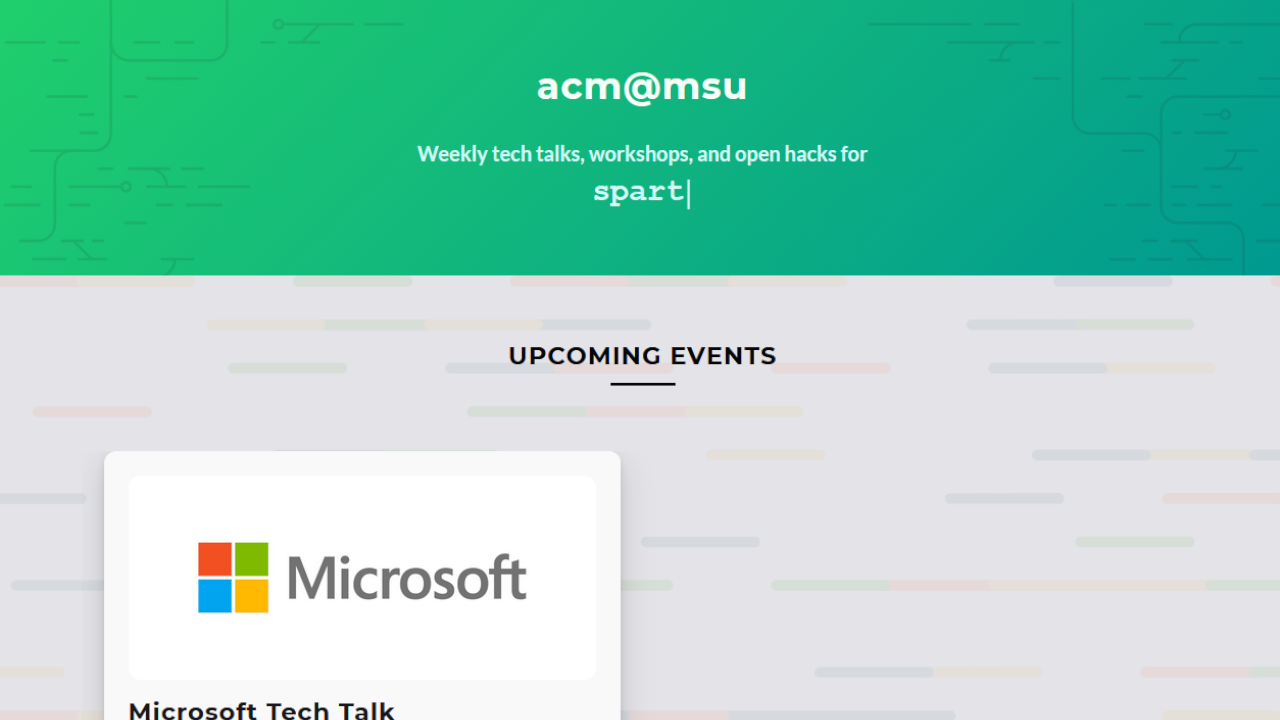 acm@msu
Weekly tech talks, workshops, and open hacks for
spart
UPCOMING EVENTS
Microsoft
Microsoft Tech Talk